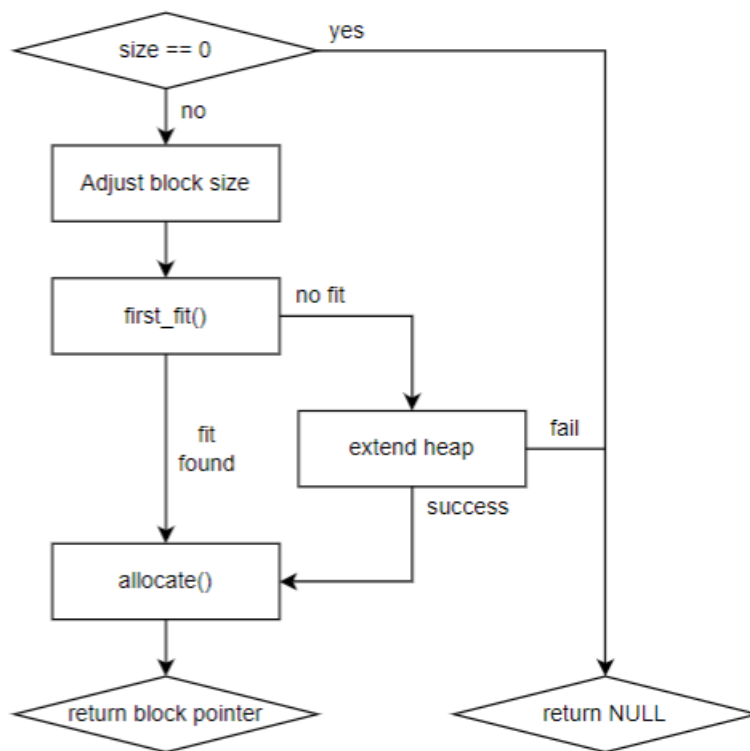 size == 0
yes
no
Adjust block size
first_fit()
no fit
fit
found
extend heap
fail
success
allocate()
return block pointer
return NULL